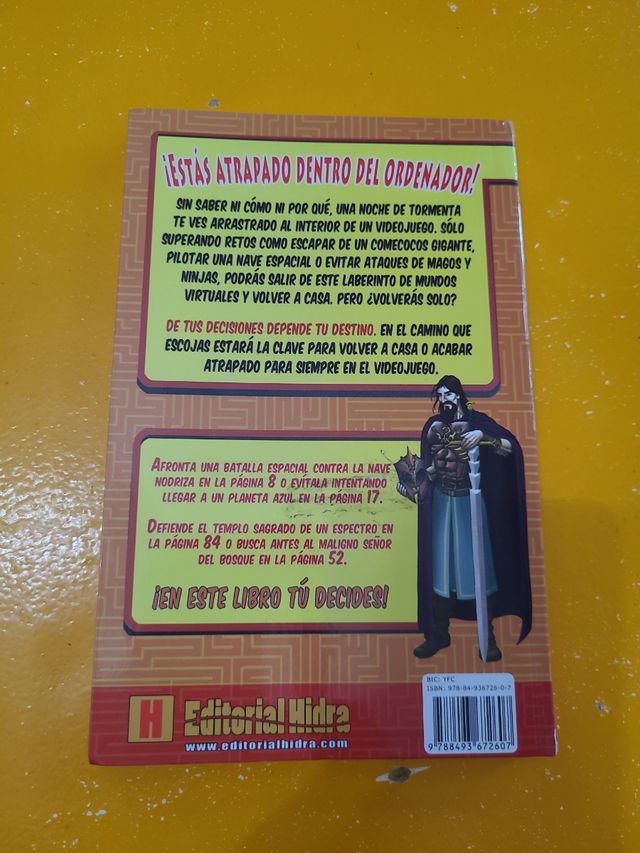 ¡ESTÁS ATRAPADO DENTRO DEL ORDENADOR!
SIN SABER NI CÓMO NI POR QUÉ, UNA NOCHE DE TORMENTA
TE VES ARRASTRADO AL INTERIOR DE UN VIDEOJUEGO. SÓLO
SUPERANDO RETOS COMO ESCAPAR DE UN COMECOCOS GIGANTE,
PILOTAR UNA NAVE ESPACIAL O EVITAR ATAQUES DE MAGOS Y
NINJAS, PODRÁS SALIR DE ESTE LABERINTO DE MUNDOS
VIRTUALES Y VOLVER A CASA. PERO ¿VOLVERÁS SOLO?
DE TUS DECISIONES DEPENDE TU DESTINO. EN EL CAMINO QUE
ESCOJAS ESTARÁ LA CLAVE PARA VOLVER A CASA O ACABAR
ATRAPADO PARA SIEMPRE EN EL VIDEOJUEGO.
AFRONTA UNA BATALLA ESPACIAL CONTRA LA NAVE
NODRIZA EN LA PÁGINA 8 O EVÍTALA INTENTANDO
LLEGAR A UN PLANETA AZUL EN LA PÁGINA 17.
DEFIENDE EL TEMPLO SAGRADO DE UN ESPECTRO EN
LA PÁGINA 84 O BUSCA ANTES AL MALIGNO SEÑOR
DEL BOSQUE EN LA PÁGINA 52.
¡EN ESTE LIBRO TÚ DECIDES!
BIC: YFC
ISBN: 978-84-936726-0-7
H Editorial Hidra
www.editorialhidra.com
9 788493 672607